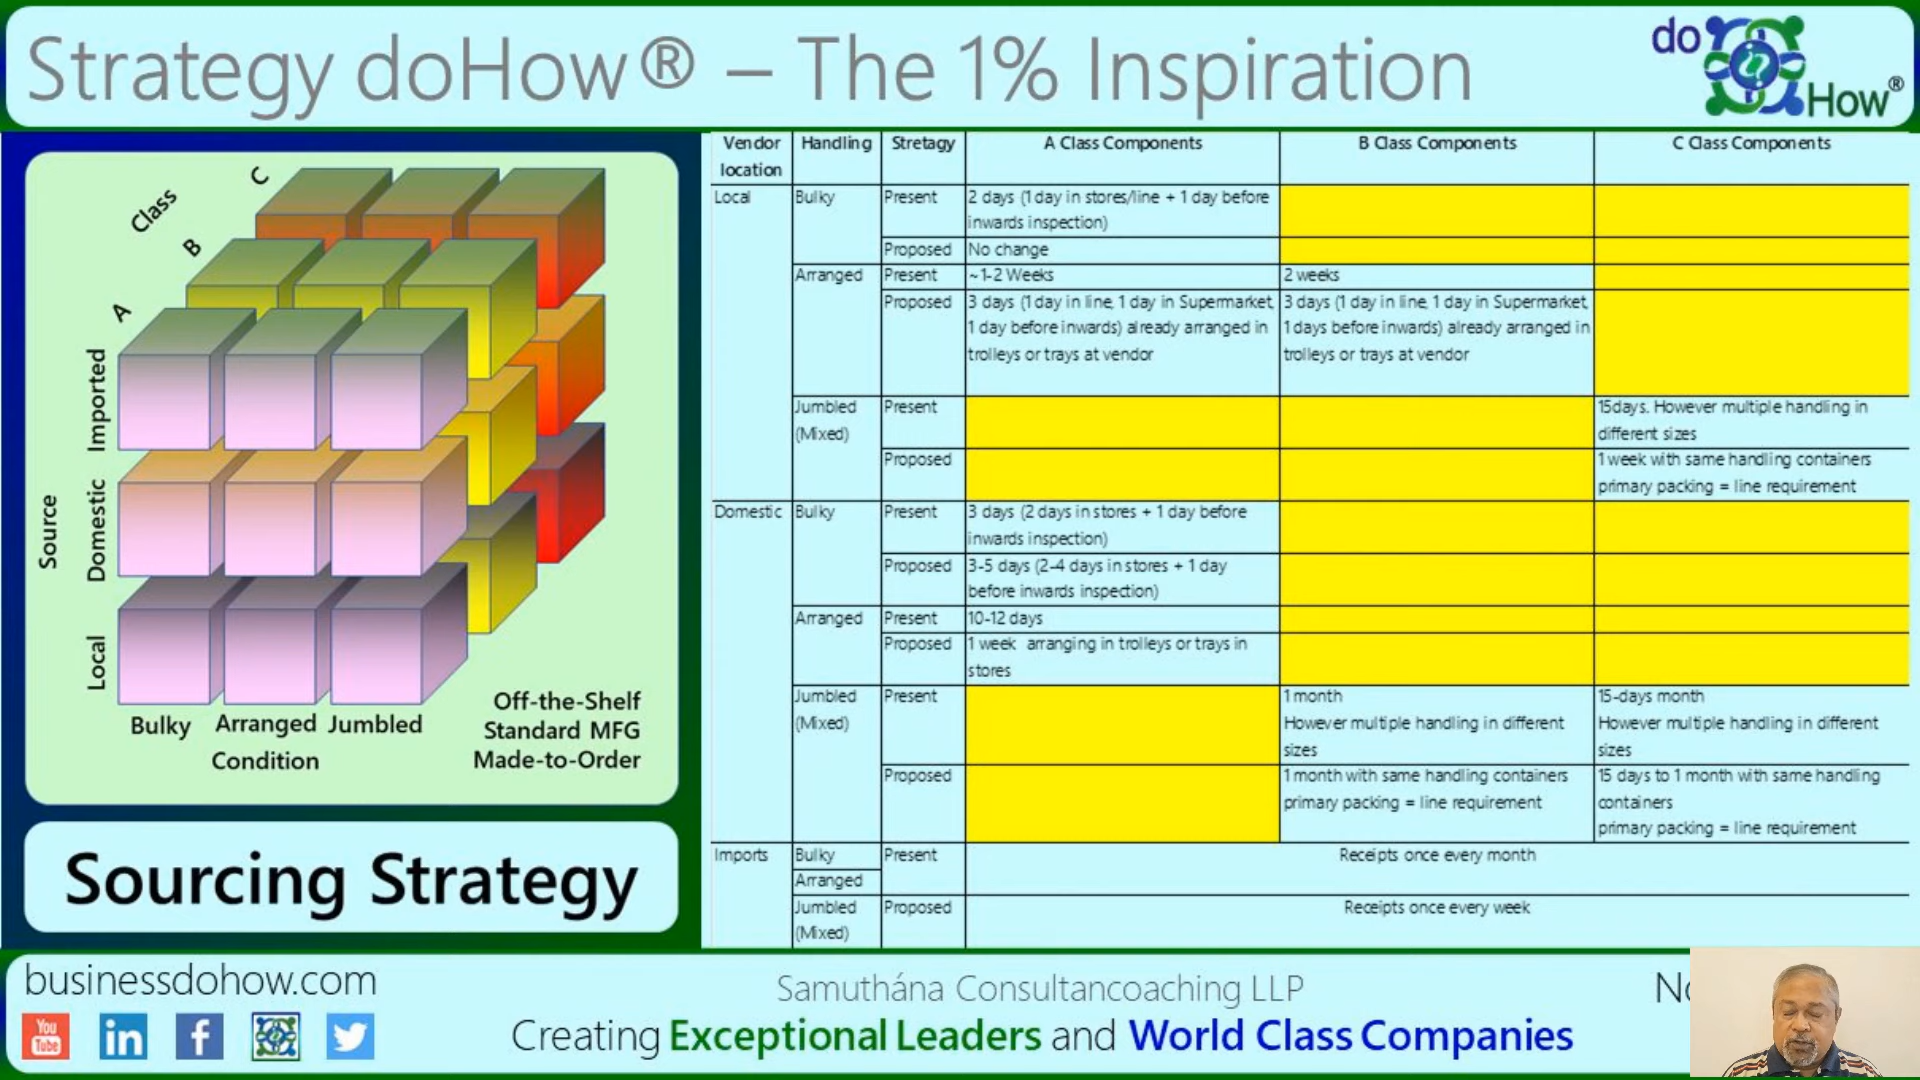 Strategy doHow® – The 1% Inspiration
do
How®
Class
C
B
A
Source
Imported
Domestic
Local
Bulky Arranged Jumbled
Condition
Off-the-Shelf
Standard MFG
Made-to-Order
Sourcing Strategy
Vendor location Handling Stretagy A Class Components B Class Components C Class Components
Local Bulky Present 2 days (1 day in stores/line + 1 day before
inwards inspection)
Proposed No change
Arranged Present ~1-2 Weeks 2 weeks
Proposed 3 days (1 day in line, 1 day in Supermarket, 3 days (1 day in line, 1 day in Supermarket,
1 day before inwards) already arranged in 1 days before inwards) already arranged in
trolleys or trays at vendor trolleys or trays at vendor
Jumbled Present 15days. However multiple handling in
(Mixed) different sizes
Proposed 1 week with same handling containers
primary packing = line requirement
Domestic Bulky Present 3 days (2 days in stores + 1 day before
inwards inspection)
Proposed 3-5 days (2-4 days in stores + 1 day
before inwards inspection)
Arranged Present 10-12 days
Proposed 1 week arranging in trolleys or trays in
stores
Jumbled Present 1 month 15-days month
(Mixed) However multiple handling in different However multiple handling in different
sizes sizes
Proposed 1 month with same handling containers 15 days to 1 month with same handling
primary packing = line requirement containers
primary packing = line requirement
Imports Bulky Present Receipts once every month
Arranged
Jumbled Proposed Receipts once every week
(Mixed)
businessdohow.com
Samuthána Consultancoaching LLP
You
Tube
in
f
Creating Exceptional Leaders and World Class Companies